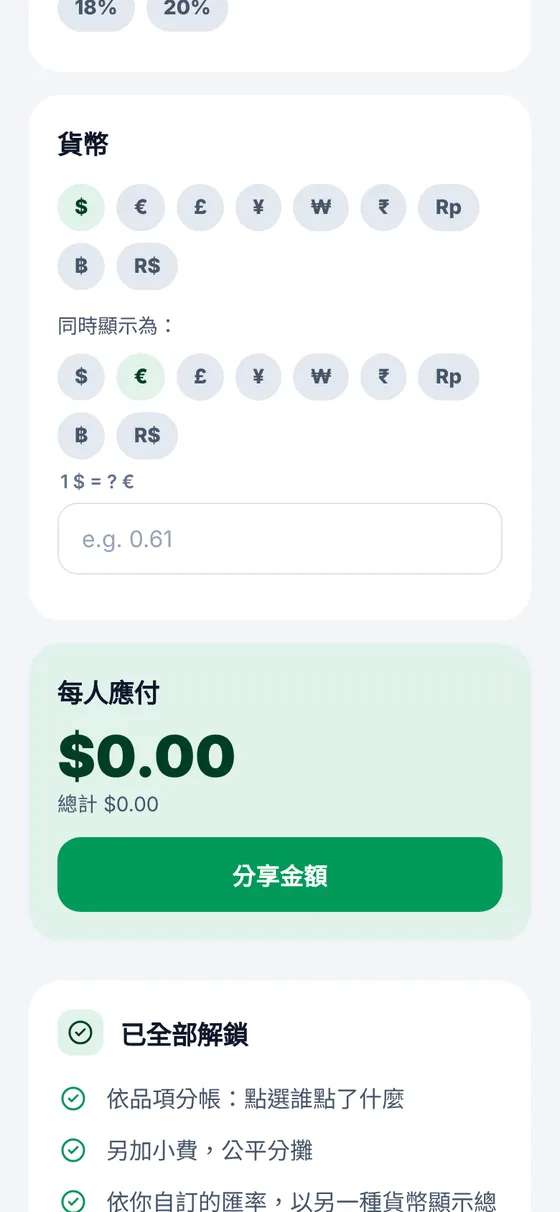 18% 20%
貨幣
$ € £ ¥ ₩ ₹ Rp
฿ R$
同時顯示為：
$ € £ ¥ ₩ ₹ Rp
฿ R$
1 $ = ? €
e.g. 0.61
每人應付
$0.00
總計 $0.00
分享金額
已全部解鎖
依品項分帳：點選誰點了什麼
另加小費，公平分攤
依你自訂的匯率，以另一種貨幣顯示總